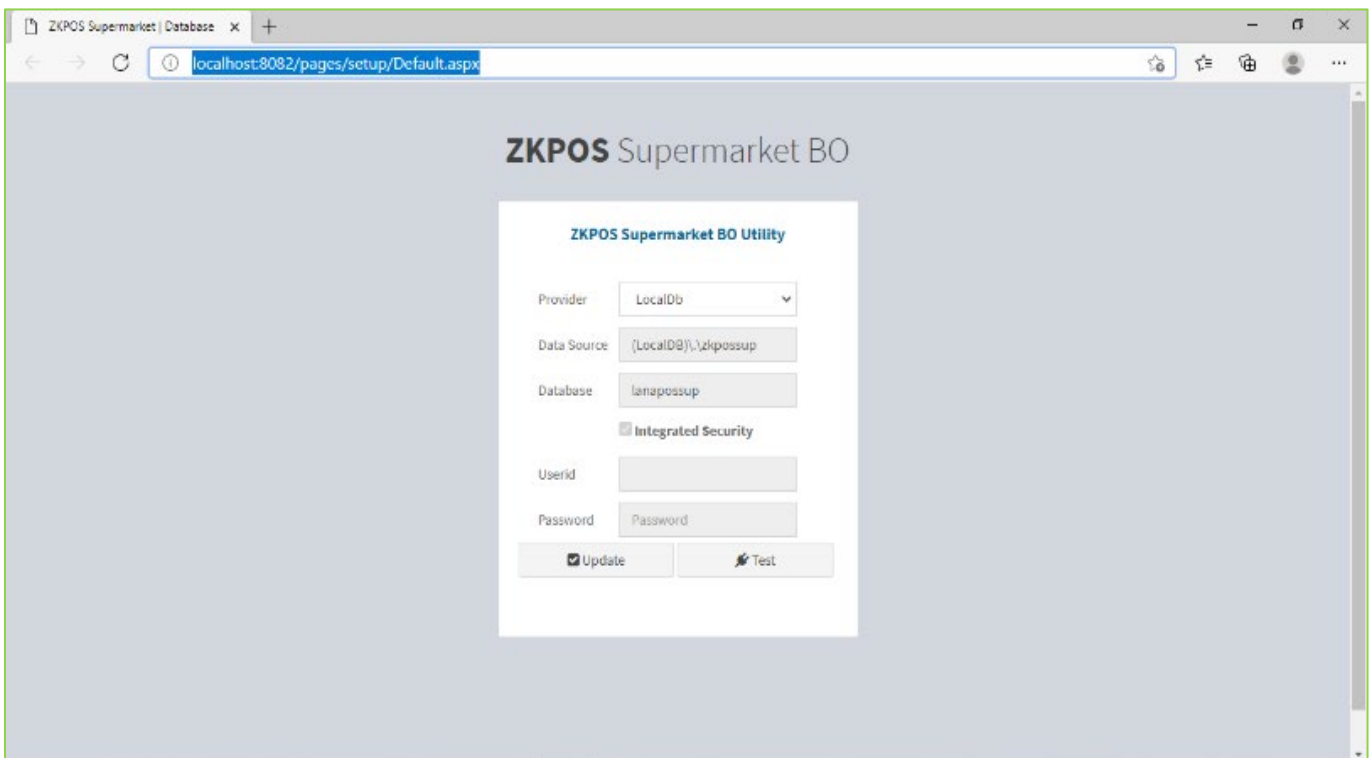 ZKPOS Supermarket | Database
localhost:8082/pages/setup/Default.aspx
ZKPOS Supermarket BO
ZKPOS Supermarket BO Utility
Provider LocalDb
Data Source (LocalDB)\.\zkpossup
Database lanapossup
Integrated Security
Userid
Password Password
Update Test